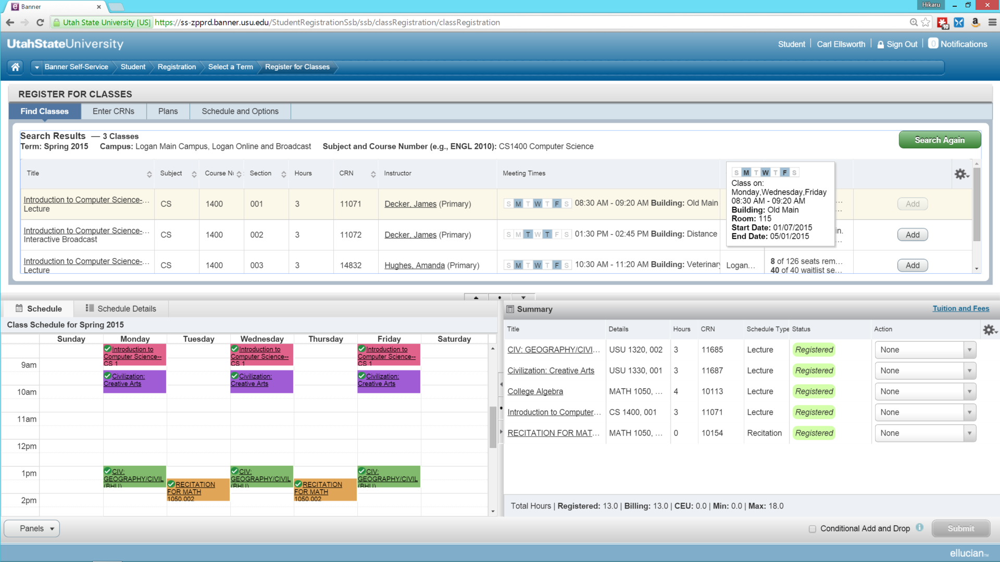 Banner
Hikaru
Utah State University [US] https://ss-zpprd.banner.usu.edu/StudentRegistrationSsb/ssb/classRegistration/classRegistration
10
UtahStateUniversity
Student Carl Ellsworth Sign Out 0 Notifications
Banner Self-Service Student Registration Select a Term Register for Classes
REGISTER FOR CLASSES
Find Classes Enter CRNs Plans Schedule and Options
Search Results — 3 Classes
Term: Spring 2015 Campus: Logan Main Campus, Logan Online and Broadcast Subject and Course Number (e.g., ENGL 2010): CS1400 Computer Science
Search Again
Title Subject Course Nu Section Hours CRN Instructor Meeting Times
Introduction to Computer Science-...
Lecture
CS 1400 001 3 11071 Decker, James (Primary) S M T W T F S 08:30 AM - 09:20 AM Building: Old Main ... Add
Introduction to Computer Science-...
Interactive Broadcast
CS 1400 002 3 11072 Decker, James (Primary) S M T W T F S 01:30 PM - 02:45 PM Building: Distance in. ... Add
Introduction to Computer Science-...
Lecture
CS 1400 003 3 14832 Hughes, Amanda (Primary) S M T W T F S 10:30 AM - 11:20 AM Building: Veterinary Logan... 8 of 126 seats rem...
40 of 40 waitlist se...
Add
S M T W T F S
Class on:
Monday,Wednesday,Friday
08:30 AM - 09:20 AM
Building: Old Main
Room: 115
Start Date: 01/07/2015
End Date: 05/01/2015
Schedule Schedule Details
Class Schedule for Spring 2015
Sunday Monday Tuesday Wednesday Thursday Friday Saturday
Introduction to Introduction to Introduction to
Computer Science-- Computer Science-- Computer Science--
CS 1 CS 1 CS 1
9am
Civilization: Civilization: Civilization:
Creative Arts Creative Arts Creative Arts
10am
11am
12pm
1pm
CIV: CIV: CIV:
GEOGRAPHY/CIVIL GEOGRAPHY/CIVIL GEOGRAPHY/CIVIL
(BHU) (BHU) (BHU)
RECITATION RECITATION
FOR MATH FOR MATH
1050.002 1050.002
2pm
Summary Tuition and Fees
Title Details Hours CRN Schedule Type Status Action
CIV: GEOGRAPHY/CIVI... USU 1320, 002 3 11685 Lecture Registered None
Civilization: Creative Arts USU 1330, 001 3 11687 Lecture Registered None
College Algebra MATH 1050, ... 4 10113 Lecture Registered None
Introduction to Computer... CS 1400, 001 3 11071 Lecture Registered None
RECITATION FOR MAT... MATH 1050, ... 0 10154 Recitation Registered None
Total Hours | Registered: 13.0 | Billing: 13.0 | CEU: 0.0 | Min: 0.0 | Max: 18.0
Panels
Conditional Add and Drop Submit
ellucian